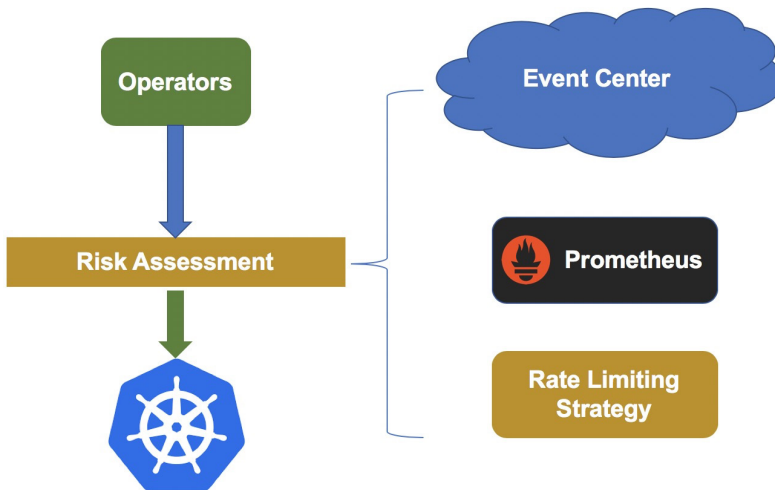 Operators
Event Center
Risk Assessment
Prometheus
Rate Limiting
Strategy